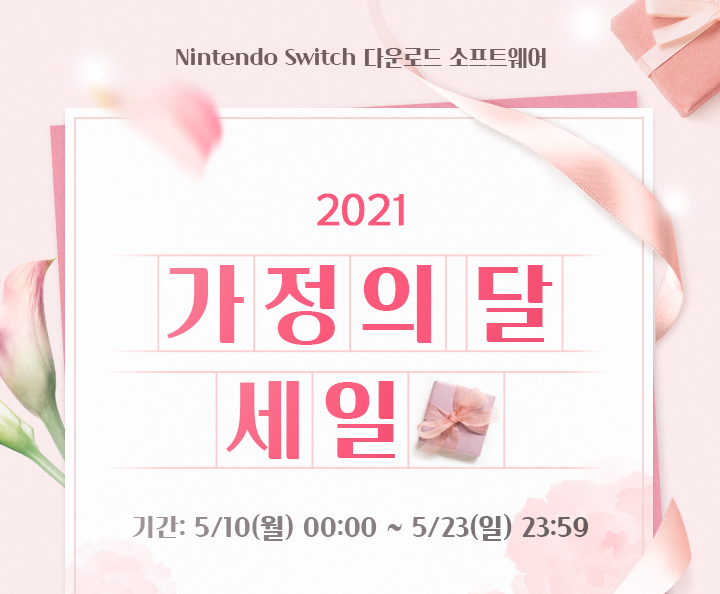 Nintendo Switch 다운로드 소프트웨어
2021
가정의 달
세일
기간: 5/10(월) 00:00 ~ 5/23(일) 23:59